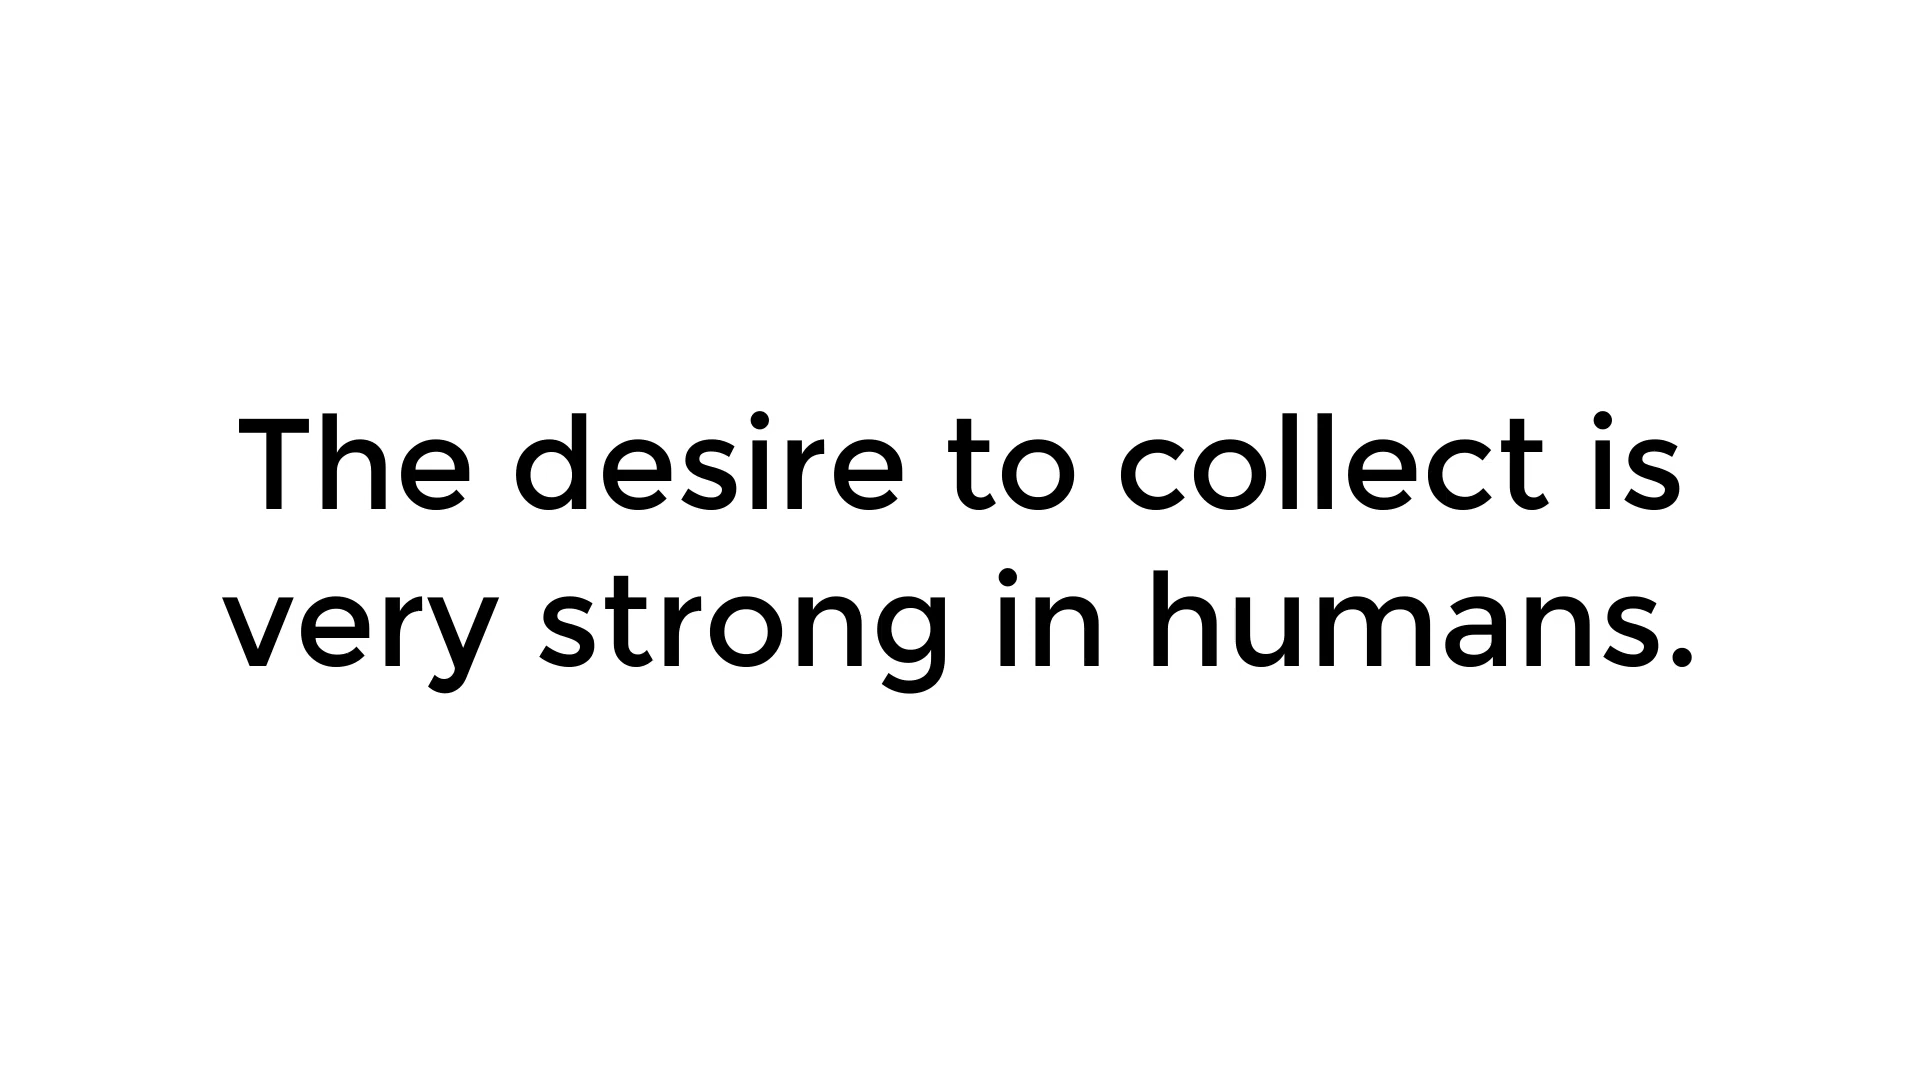 The desire to collect is
very strong in humans.